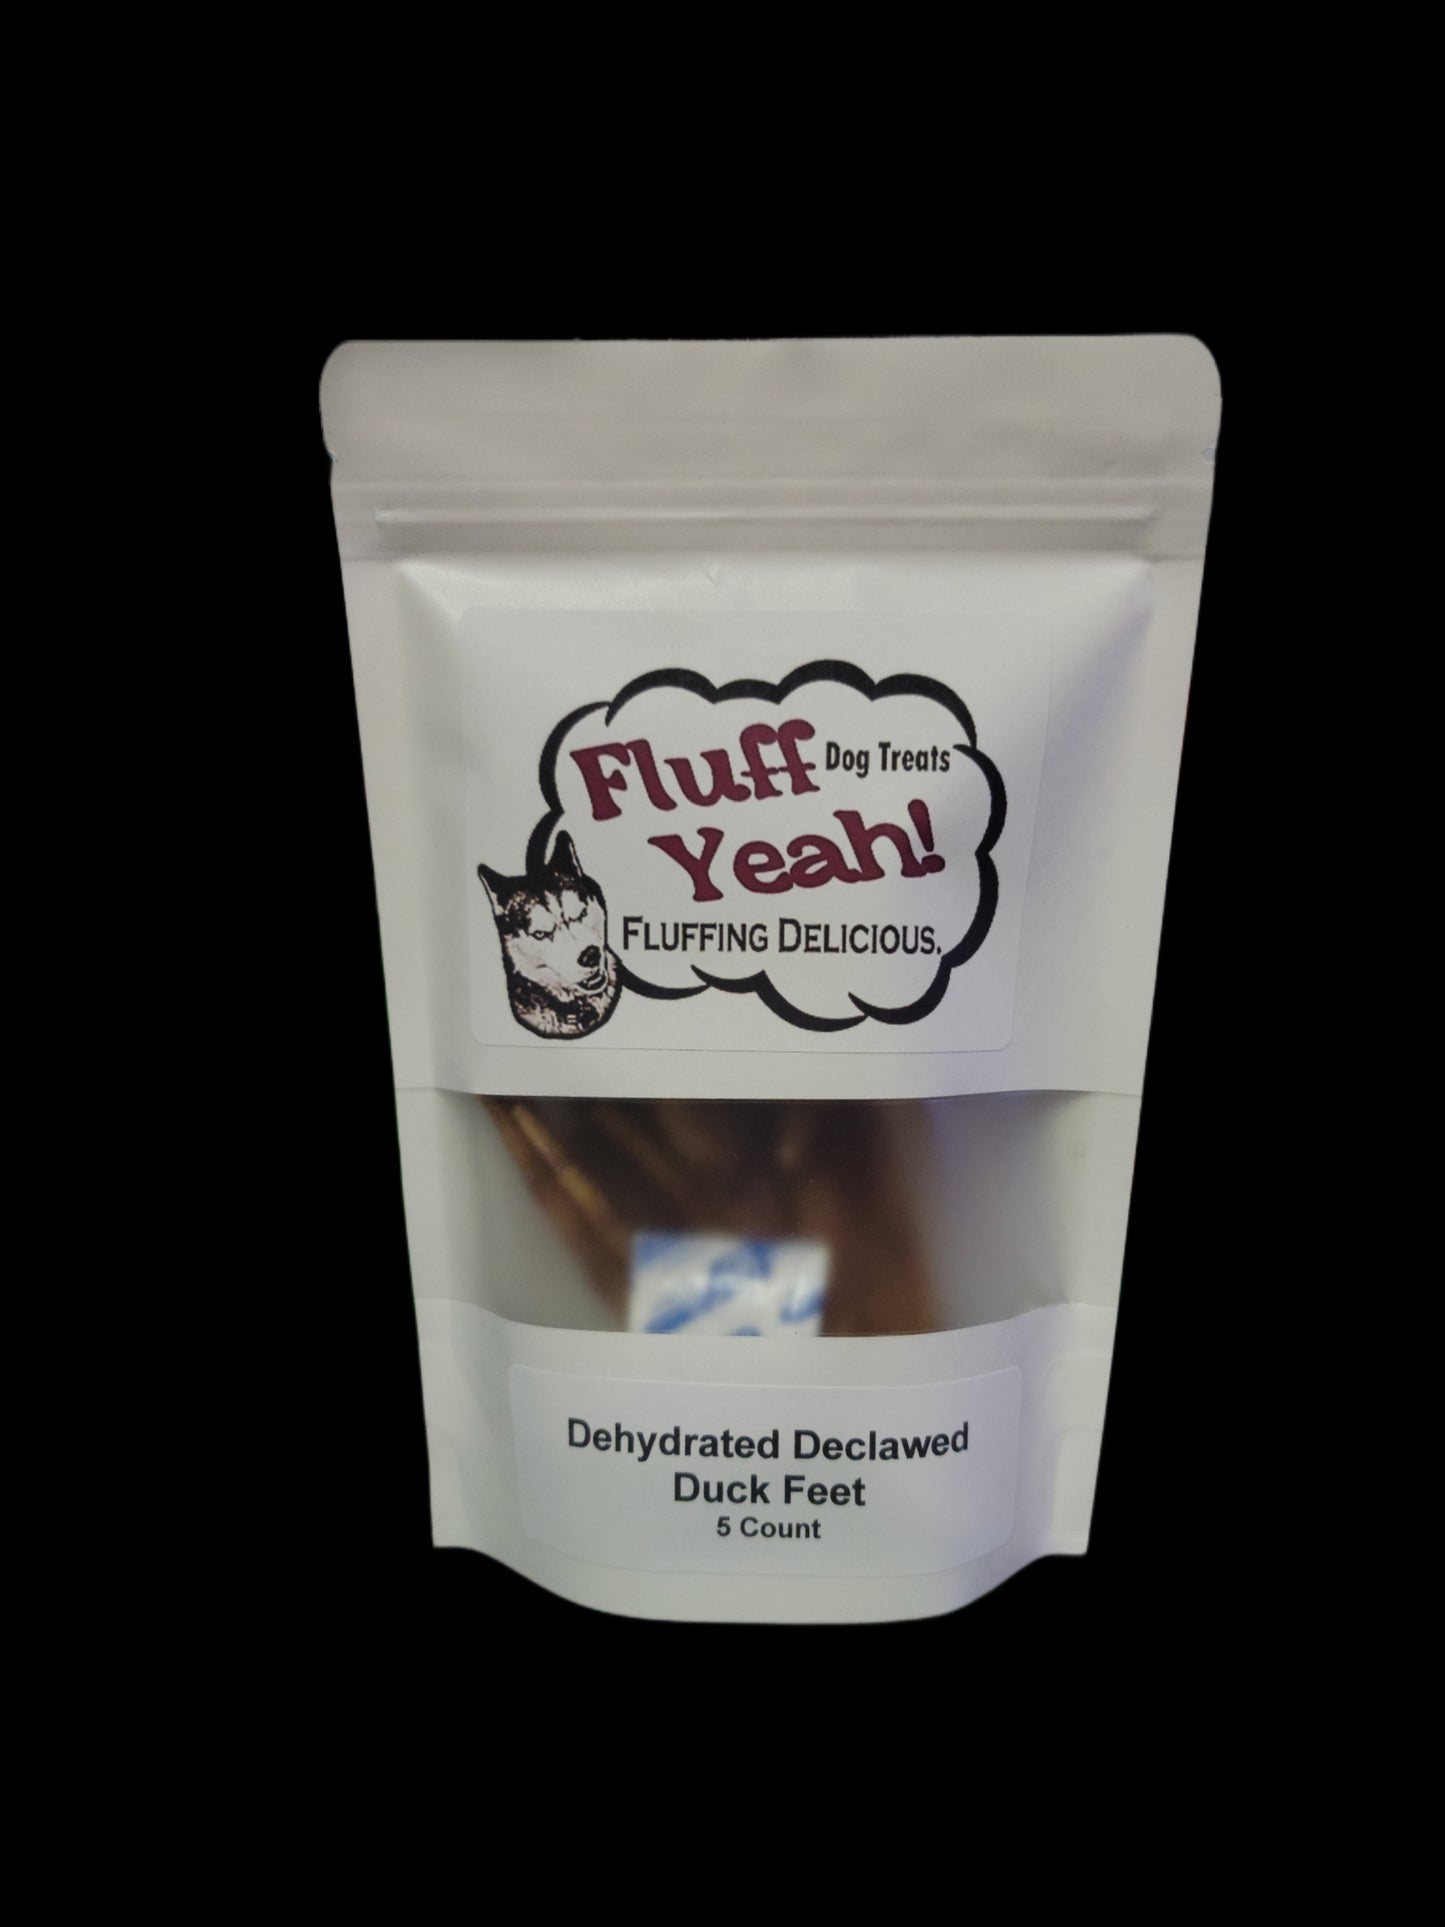 Fluff Dog Treats
Yeah!
FLUFFING DELICIOUS.
Dehydrated Declawed
Duck Feet
5 Count